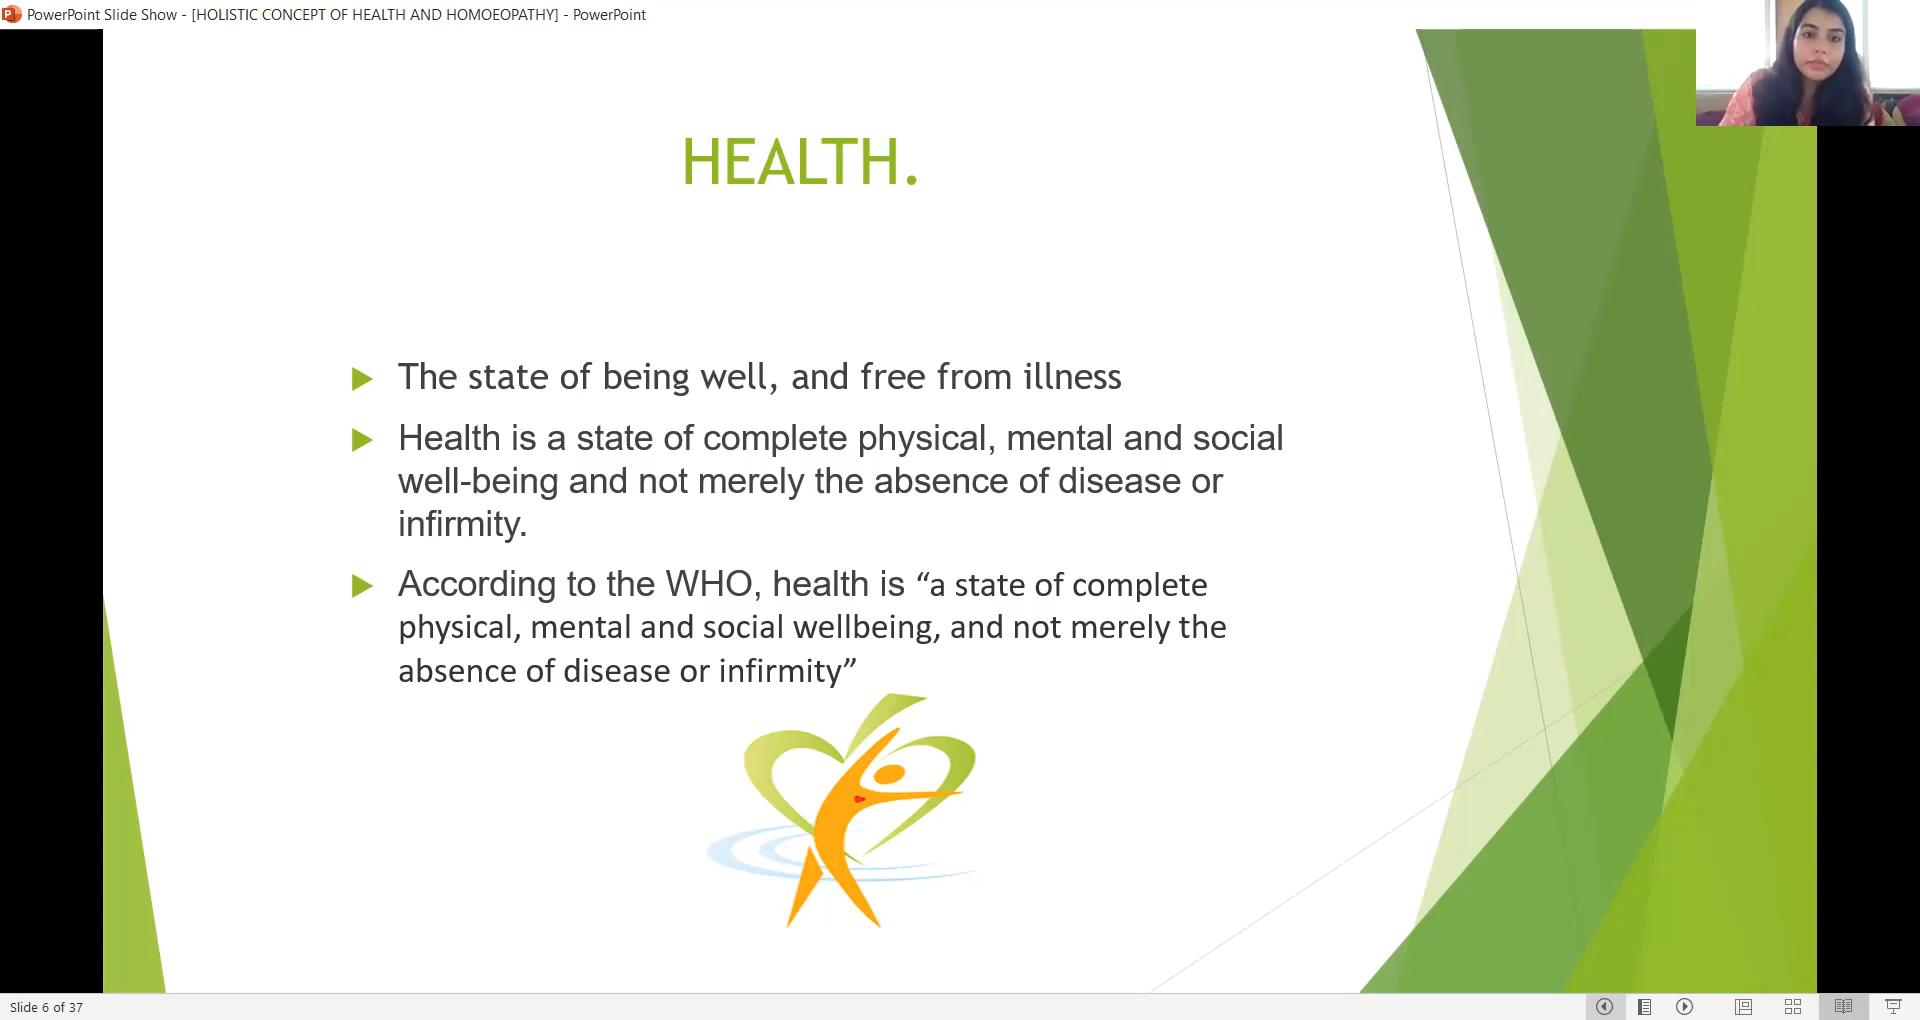 PowerPoint Slide Show - [HOLISTIC CONCEPT OF HEALTH AND HOMOEOPATHY] - PowerPoint
HEALTH.
The state of being well, and free from illness
Health is a state of complete physical, mental and social
well-being and not merely the absence of disease or
infirmity.
According to the WHO, health is “a state of complete
physical, mental and social wellbeing, and not merely the
absence of disease or infirmity”
Slide 6 of 37